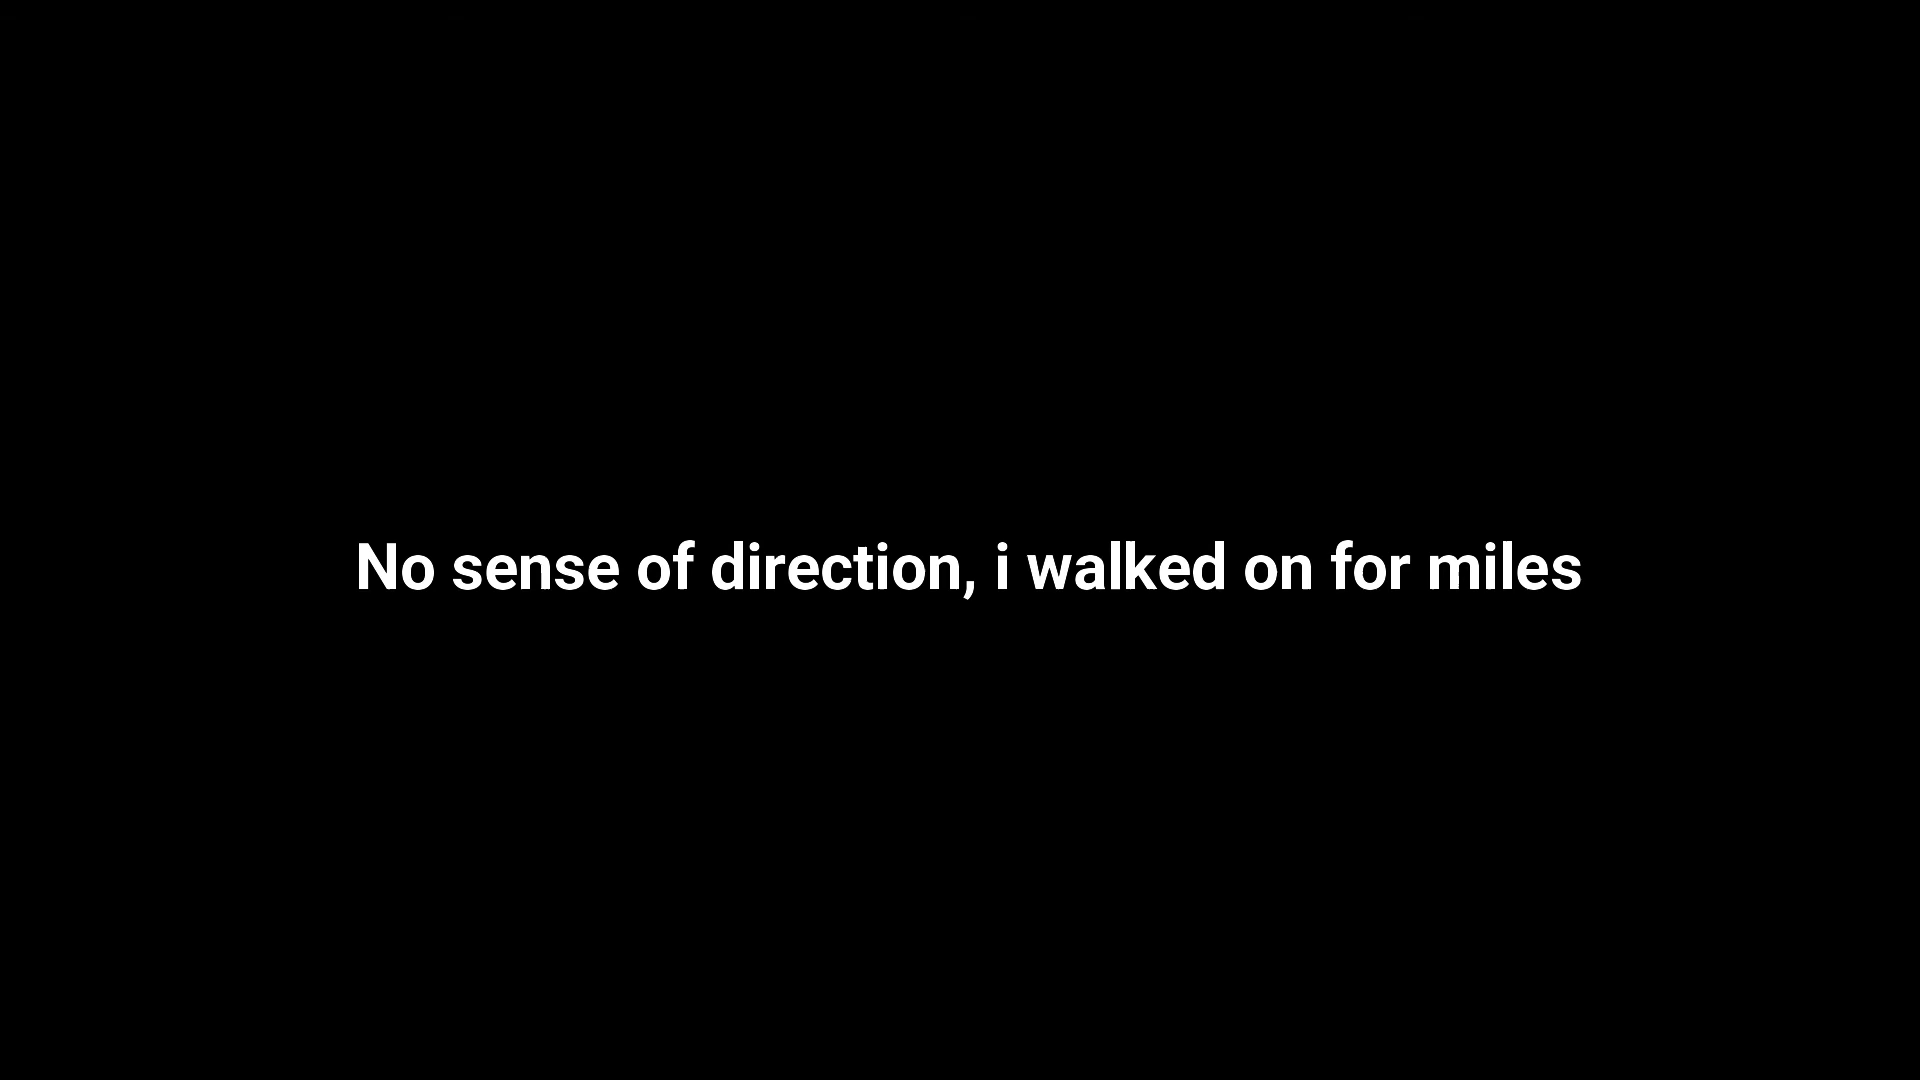 No sense of direction, i walked on for miles